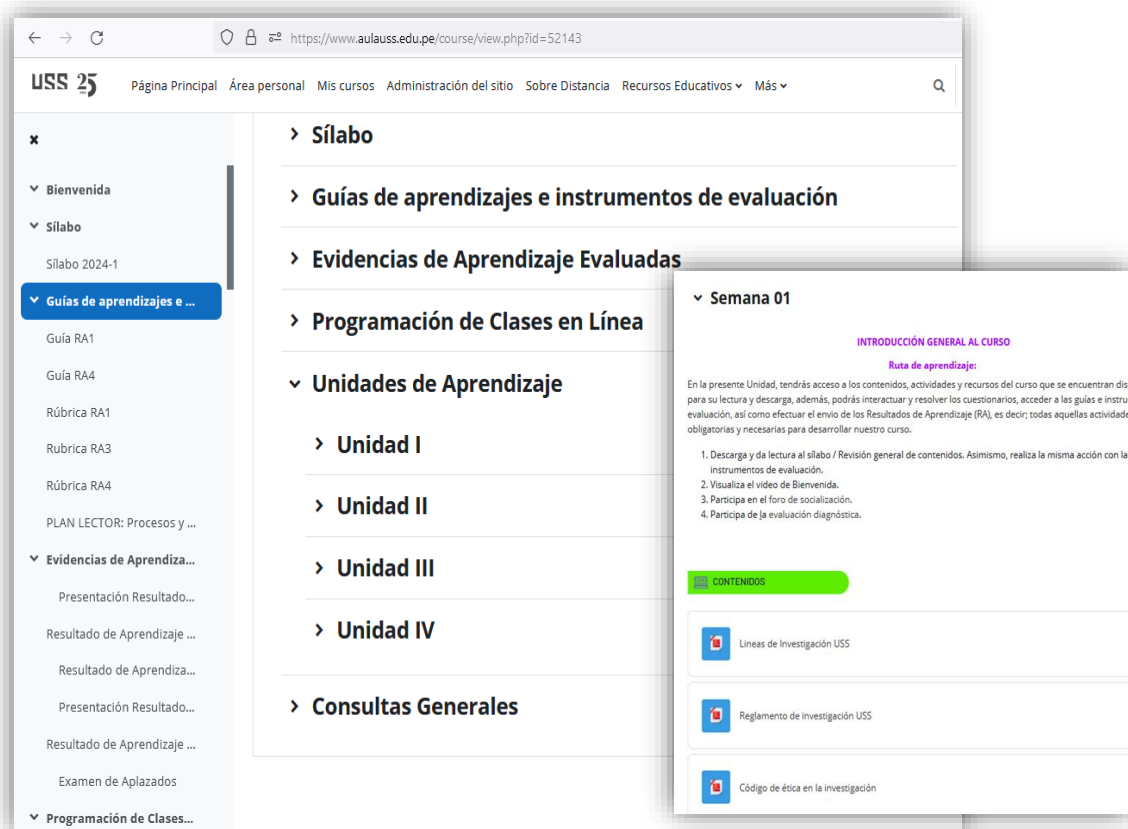 https://www.aulauss.edu.pe/course/view.php?id=52143
USS 25
Página Principal Área personal Mis cursos Administración del sitio Sobre Distancia Recursos Educativos Más
Bienvenida
Sílabo
Sílabo 2024-1
Guías de aprendizajes e ...
Guía RA1
Guía RA4
Rúbrica RA1
Rubrica RA3
Rúbrica RA4
PLAN LECTOR: Procesos y ...
Evidencias de Aprendiza...
Presentación Resultado...
Resultado de Aprendizaje ...
Resultado de Aprendiza...
Presentación Resultado...
Resultado de Aprendizaje ...
Examen de Aplazados
Programación de Clases...
Sílabo
Guías de aprendizajes e instrumentos de evaluación
Evidencias de Aprendizaje Evaluadas
Programación de Clases en Línea
Unidades de Aprendizaje
Unidad I
Unidad II
Unidad III
Unidad IV
Consultas Generales
Semana 01
INTRODUCCIÓN GENERAL AL CURSO
Ruta de aprendizaje:
En la presente Unidad, tendrás acceso a los contenidos, actividades y recursos del curso que se encuentran dis
para su lectura y descarga, además, podrás interactuar y resolver los cuestionarios, acceder a las guías e instru
evaluación, así como efectuar el envio de los Resultados de Aprendizaje (RA), es decir; todas aquellas actividade
obligatorias y necesarias para desarrollar nuestro curso.
1. Descarga y da lectura al sílabo / Revisión general de contenidos. Asimismo, realiza la misma acción con la
instrumentos de evaluación.
2. Visualiza el video de Bienvenida.
3. Participa en el foro de socialización.
4. Participa de la evaluación diagnóstica.
CONTENIDOS
Lineas de Investigación USS
Reglamento de investigación USS
Código de ética en la investigación